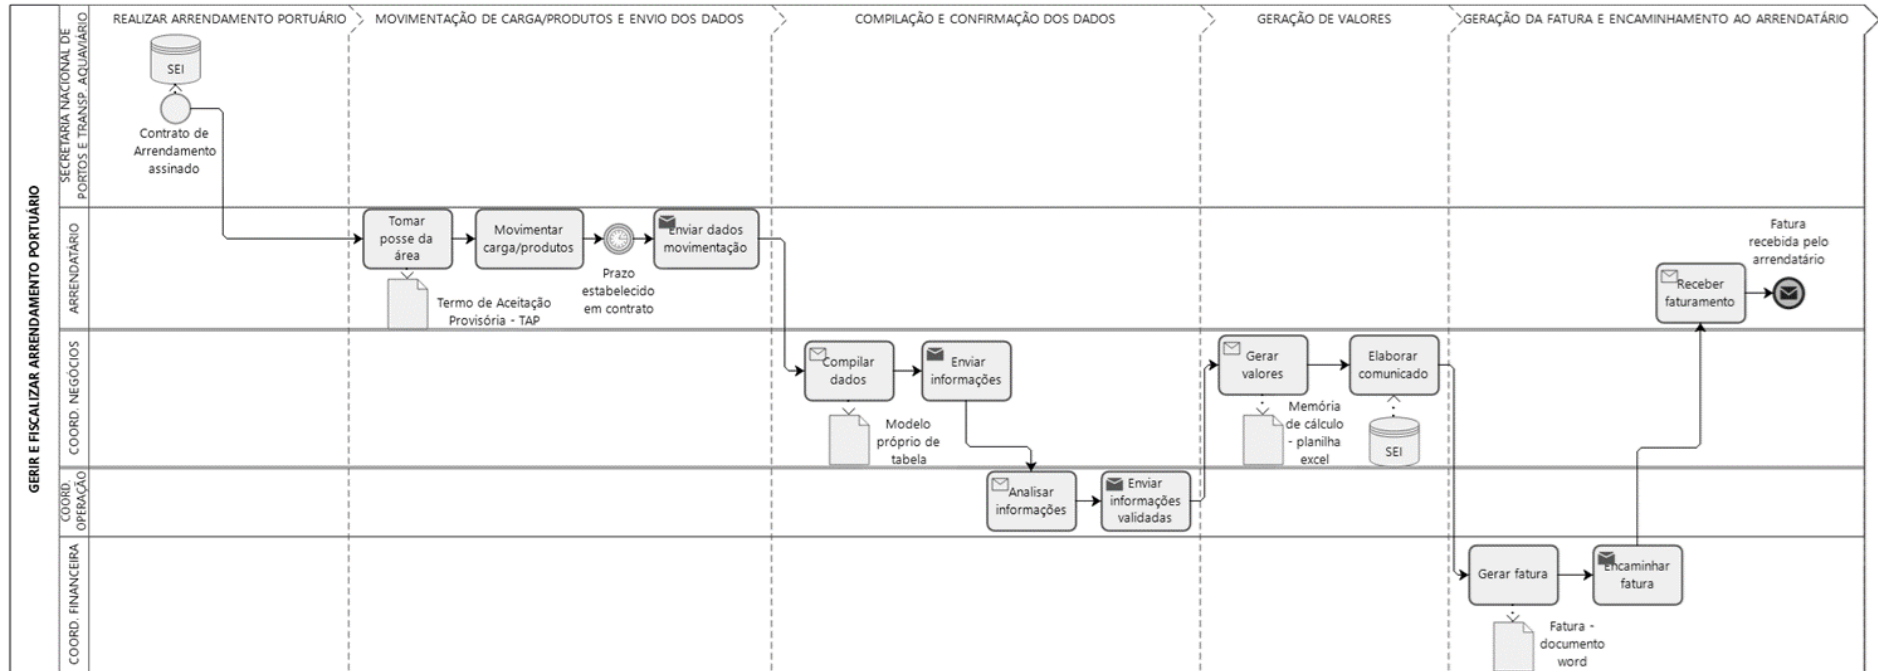 REALIZAR ARRENDAMENTO PORTUÁRIO
MOVIMENTAÇÃO DE CARGA/PRODUTOS E ENVIO DOS DADOS
COMPILAÇÃO E CONFIRMAÇÃO DOS DADOS
GERAÇÃO DE VALORES
GERAÇÃO DA FATURA E ENCAMINHAMENTO AO ARRENDATÁRIO
GERIR E FISCALIZAR ARRENDAMENTO PORTUÁRIO
SECRETARIA NACIONAL DE
PORTOS E TRANSP. AQUAVIÁRIO
SEI
Contrato de
Arrendamento
assinado
ARRENDATÁRIO
Tomar
posse da
área
Termo de Aceitação
Provisória - TAP
Movimentar
carga/produtos
Prazo
estabelecido
em contrato
Enviar dados
movimentação
Receber
faturamento
Fatura
recebida pelo
arrendatário
COORD. NEGÓCIOS
Compilar
dados
Modelo
próprio de
tabela
Enviar
informações
Gerar
valores
Memória
de cálculo
- planilha
excel
Elaborar
comunicado
SEI
COORD.
OPERAÇÃO
Analisar
informações
Enviar
informações
validadas
COORD. FINANCEIRA
Gerar fatura
Fatura -
documento
word
Encaminhar
fatura